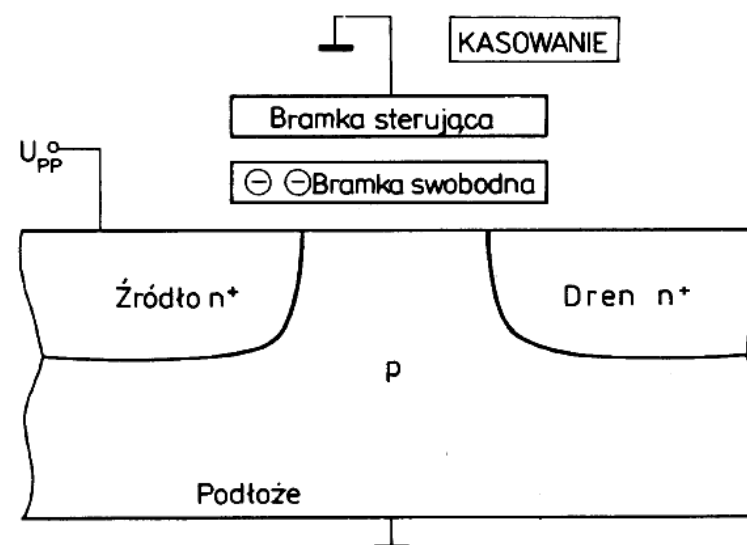 KASOWANIE
Bramka sterująca
U_PP
⊖ ⊖ Bramka swobodna
Źródło n⁺
Dren n⁺
p
Podłoże